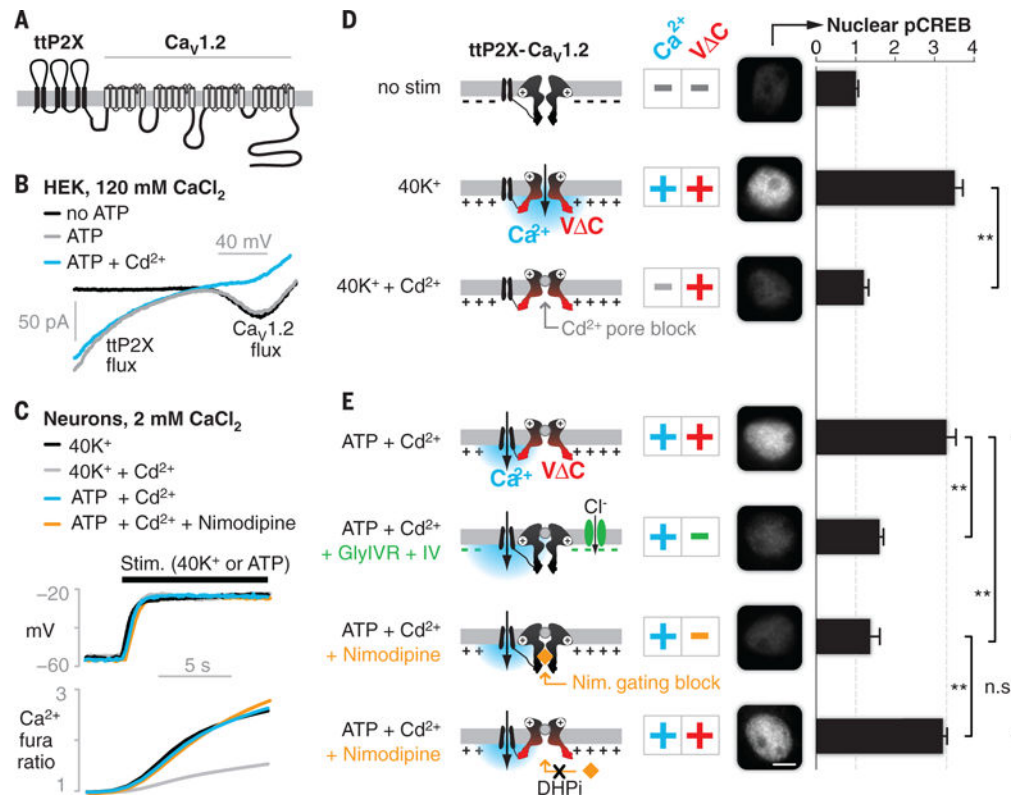 A
ttP2X
CaV1.2
B HEK, 120 mM CaCl2
no ATP
ATP
ATP + Cd2+
40 mV
50 pA
ttP2X
flux
CaV1.2
flux
C Neurons, 2 mM CaCl2
40K+
40K+ + Cd2+
ATP + Cd2+
ATP + Cd2+ + Nimodipine
Stim. (40K+ or ATP)
−20
mV
−60
5 s
3
Ca2+
fura
ratio
1
D
ttP2X-CaV1.2
Ca2+
VΔC
Nuclear pCREB
0 1 2 3 4
no stim
− −
40K+
+ +
Ca2+
VΔC
**
40K+ + Cd2+
− +
Cd2+ pore block
E
ATP + Cd2+
+ +
Ca2+
VΔC
**
ATP + Cd2+
+ GlyIVR + IV
Cl-
+ −
**
ATP + Cd2+
+ Nimodipine
+ −
Nim. gating block
**
n.s
ATP + Cd2+
+ Nimodipine
+ +
DHPi